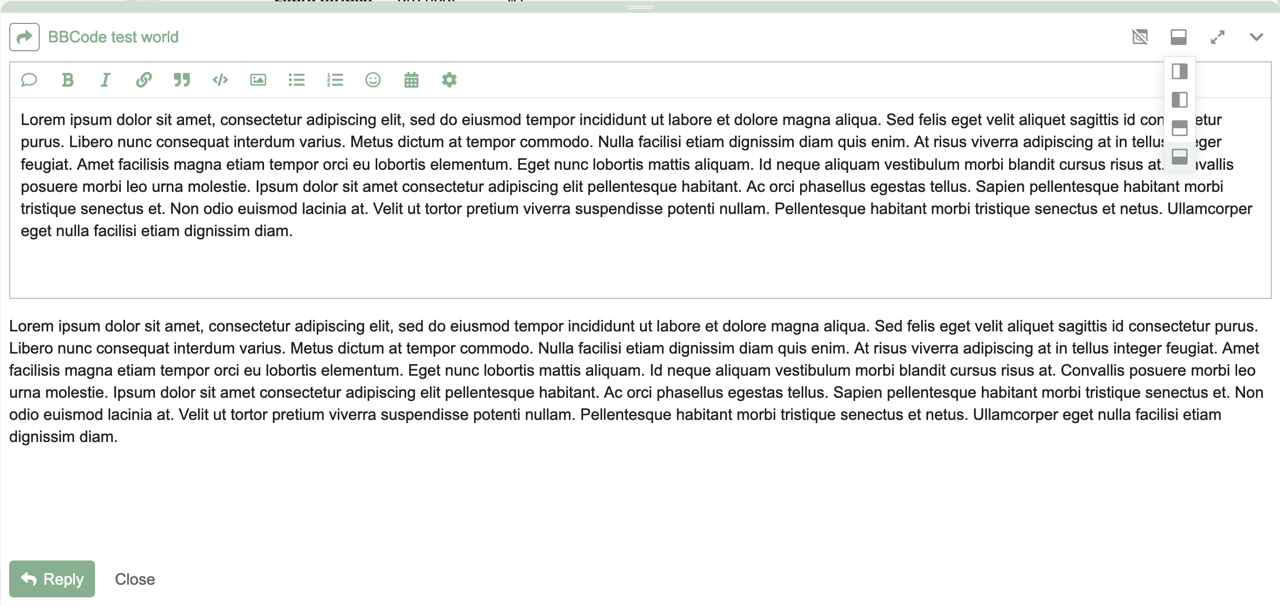 BBCode test world
Lorem ipsum dolor sit amet, consectetur adipiscing elit, sed do eiusmod tempor incididunt ut labore et dolore magna aliqua. Sed felis eget velit aliquet sagittis id con etur
purus. Libero nunc consequat interdum varius. Metus dictum at tempor commodo. Nulla facilisi etiam dignissim diam quis enim. At risus viverra adipiscing at in tellus eger
feugiat. Amet facilisis magna etiam tempor orci eu lobortis elementum. Eget nunc lobortis mattis aliquam. Id neque aliquam vestibulum morbi blandit cursus risus at. vallis
posuere morbi leo urna molestie. Ipsum dolor sit amet consectetur adipiscing elit pellentesque habitant. Ac orci phasellus egestas tellus. Sapien pellentesque habitant morbi
tristique senectus et. Non odio euismod lacinia at. Velit ut tortor pretium viverra suspendisse potenti nullam. Pellentesque habitant morbi tristique senectus et netus. Ullamcorper
eget nulla facilisi etiam dignissim diam.
Lorem ipsum dolor sit amet, consectetur adipiscing elit, sed do eiusmod tempor incididunt ut labore et dolore magna aliqua. Sed felis eget velit aliquet sagittis id consectetur purus.
Libero nunc consequat interdum varius. Metus dictum at tempor commodo. Nulla facilisi etiam dignissim diam quis enim. At risus viverra adipiscing at in tellus integer feugiat. Amet
facilisis magna etiam tempor orci eu lobortis elementum. Eget nunc lobortis mattis aliquam. Id neque aliquam vestibulum morbi blandit cursus risus at. Convallis posuere morbi leo
urna molestie. Ipsum dolor sit amet consectetur adipiscing elit pellentesque habitant. Ac orci phasellus egestas tellus. Sapien pellentesque habitant morbi tristique senectus et. Non
odio euismod lacinia at. Velit ut tortor pretium viverra suspendisse potenti nullam. Pellentesque habitant morbi tristique senectus et netus. Ullamcorper eget nulla facilisi etiam
dignissim diam.
Reply Close